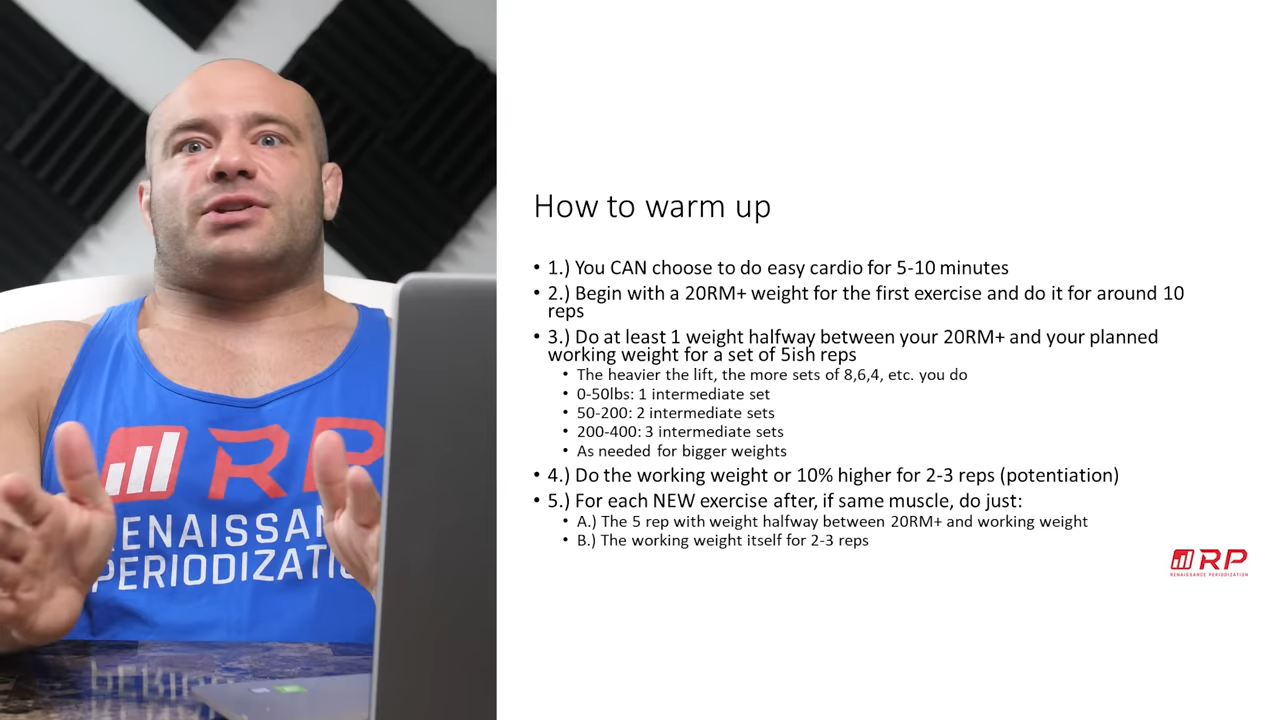 How to warm up
• 1.) You CAN choose to do easy cardio for 5-10 minutes
• 2.) Begin with a 20RM+ weight for the first exercise and do it for around 10
reps
• 3.) Do at least 1 weight halfway between your 20RM+ and your planned
working weight for a set of 5ish reps
• The heavier the lift, the more sets of 8,6,4, etc. you do
• 0-50lbs: 1 intermediate set
• 50-200: 2 intermediate sets
• 200-400: 3 intermediate sets
• As needed for bigger weights
• 4.) Do the working weight or 10% higher for 2-3 reps (potentiation)
• 5.) For each NEW exercise after, if same muscle, do just:
• A.) The 5 rep with weight halfway between 20RM+ and working weight
• B.) The working weight itself for 2-3 reps
RP
RENAISSANCE PERIODIZATION
RP
RENAISSAN
PERIODIZATI